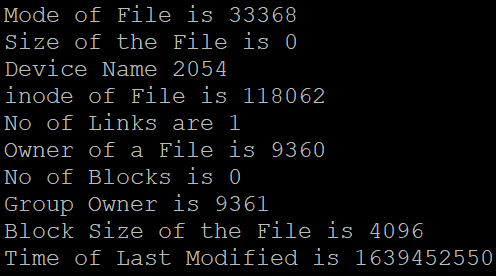 Mode of File is 33368
Size of the File is 0
Device Name 2054
inode of File is 118062
No of Links are 1
Owner of a File is 9360
No of Blocks is 0
Group Owner is 9361
Block Size of the File is 4096
Time of Last Modified is 1639452550